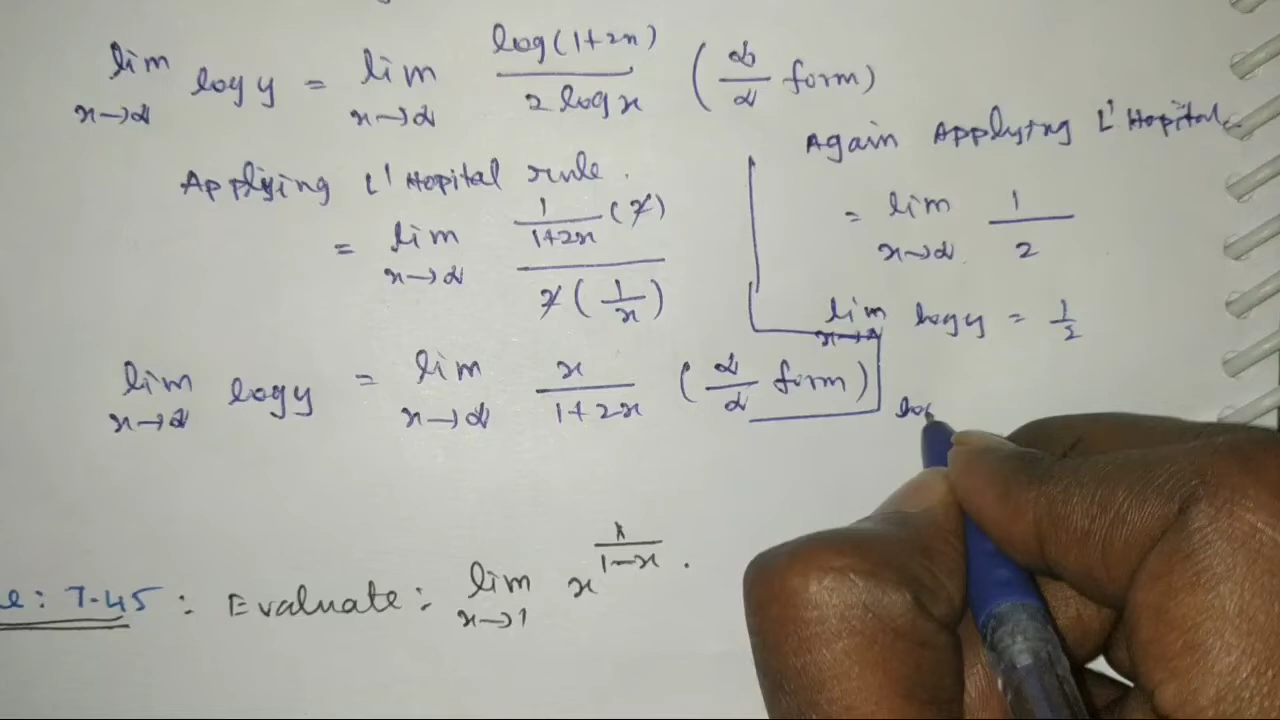 lim x→∞ log y = lim x→∞ log(1+2x) / 2 log x (∞/∞ form)
Applying L' Hopital rule.
= lim x→∞ 1/(1+2x) (2) / 2(1/x)
lim x→∞ log y = lim x→∞ x / 1+2x (∞/∞ form)
Again Applying L' Hopital
= lim x→∞ 1/2
lim x→∞ log y = 1/2
log
e: 7.45 : Evaluate: lim x→1 x^(1/(1-x)).